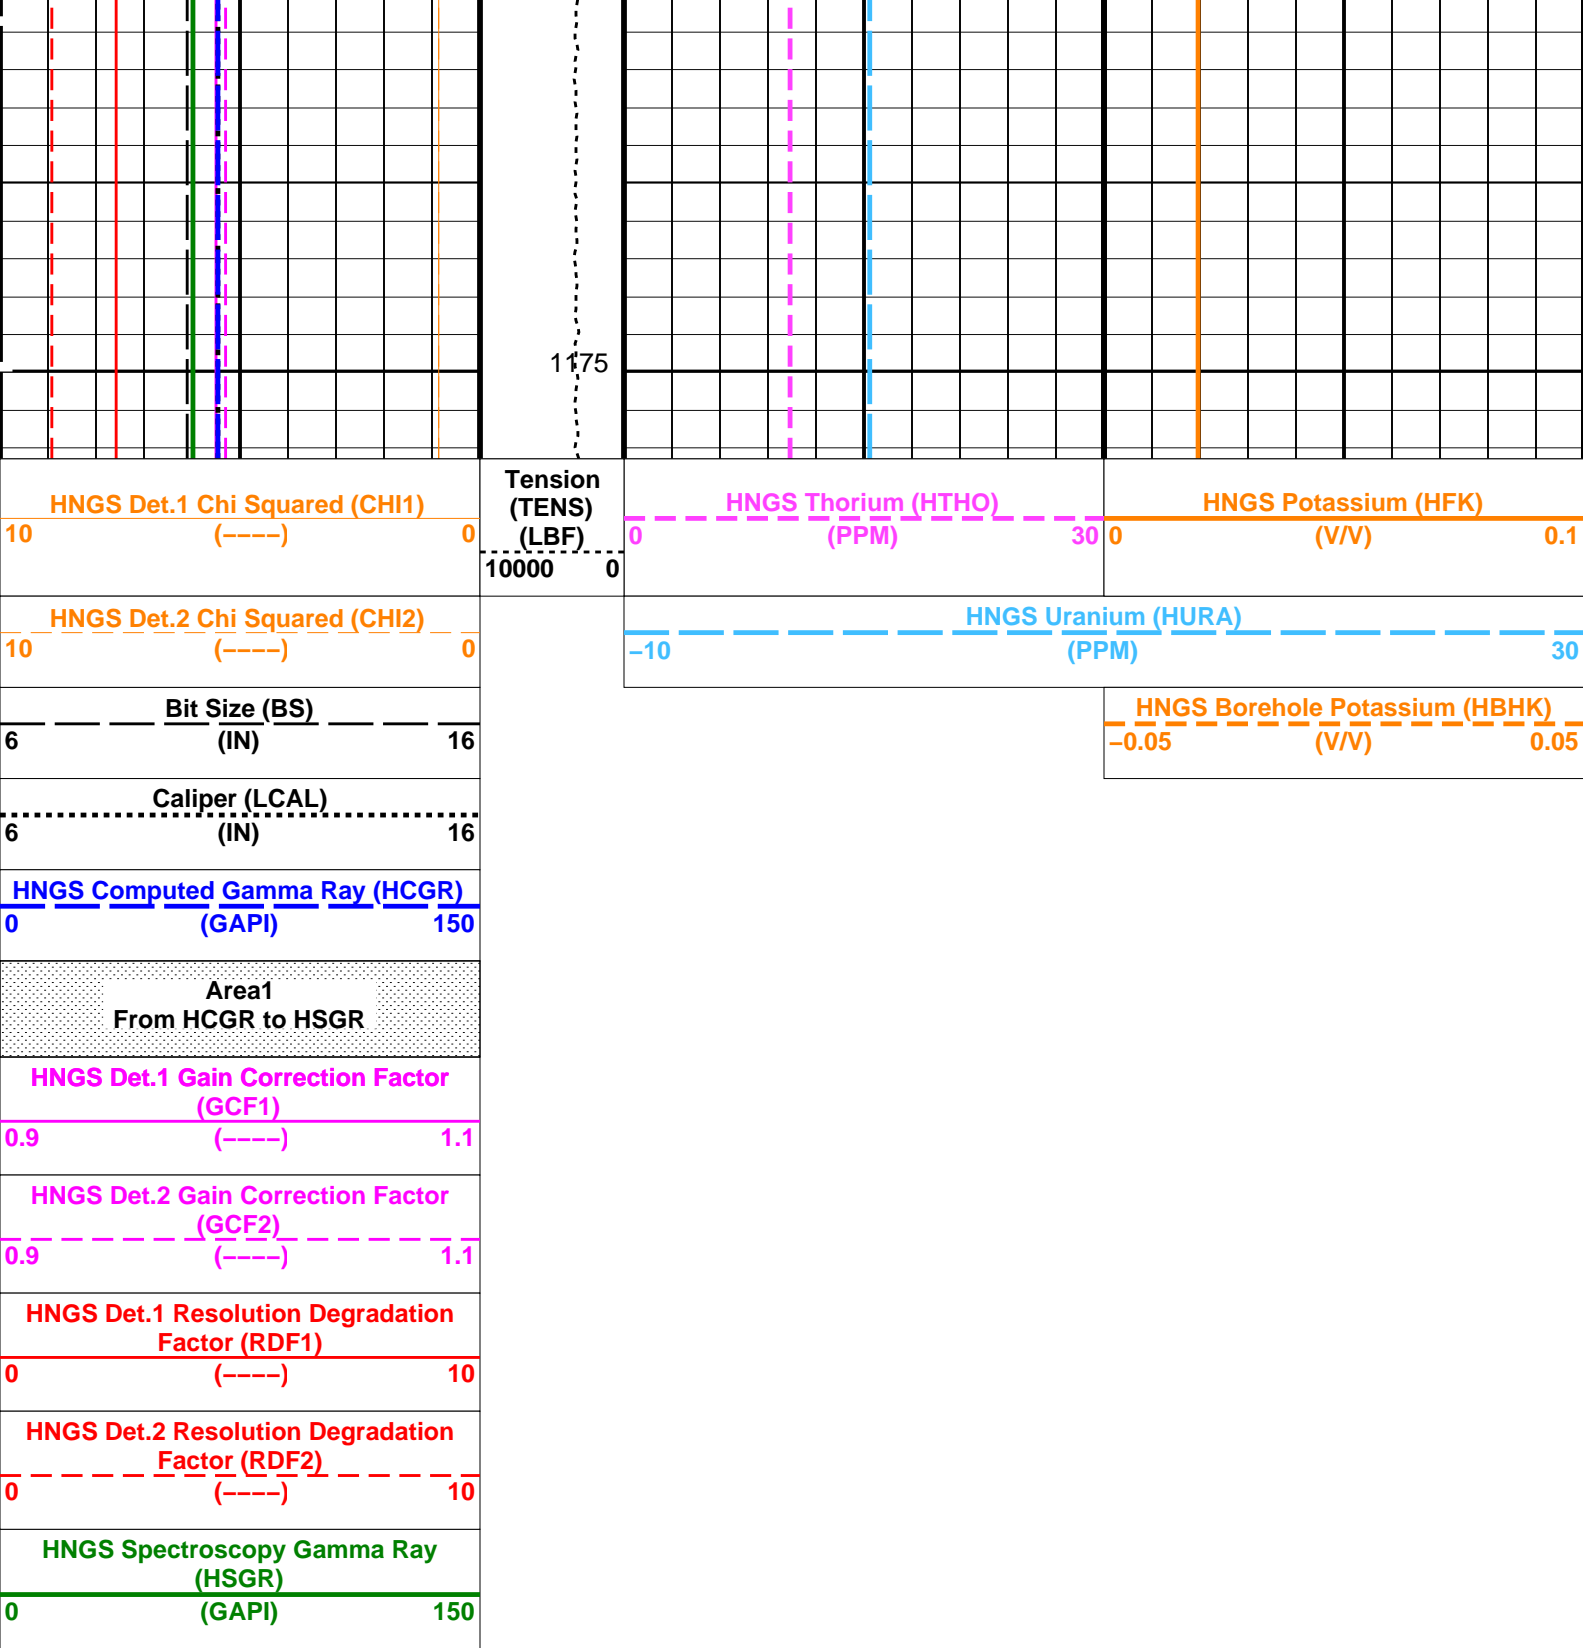 1175
HNGS Det.1 Chi Squared (CHI1)
10 (----) 0
Tension
(TENS)
(LBF)
10000 0
HNGS Thorium (HTHO)
0 (PPM) 30
HNGS Potassium (HFK)
0 (V/V) 0.1
HNGS Det.2 Chi Squared (CHI2)
10 (----) 0
HNGS Uranium (HURA)
−10 (PPM) 30
Bit Size (BS)
6 (IN) 16
HNGS Borehole Potassium (HBHK)
−0.05 (V/V) 0.05
Caliper (LCAL)
6 (IN) 16
HNGS Computed Gamma Ray (HCGR)
0 (GAPI) 150
Area1
From HCGR to HSGR
HNGS Det.1 Gain Correction Factor
(GCF1)
0.9 (----) 1.1
HNGS Det.2 Gain Correction Factor
(GCF2)
0.9 (----) 1.1
HNGS Det.1 Resolution Degradation
Factor (RDF1)
0 (----) 10
HNGS Det.2 Resolution Degradation
Factor (RDF2)
0 (----) 10
HNGS Spectroscopy Gamma Ray
(HSGR)
0 (GAPI) 150